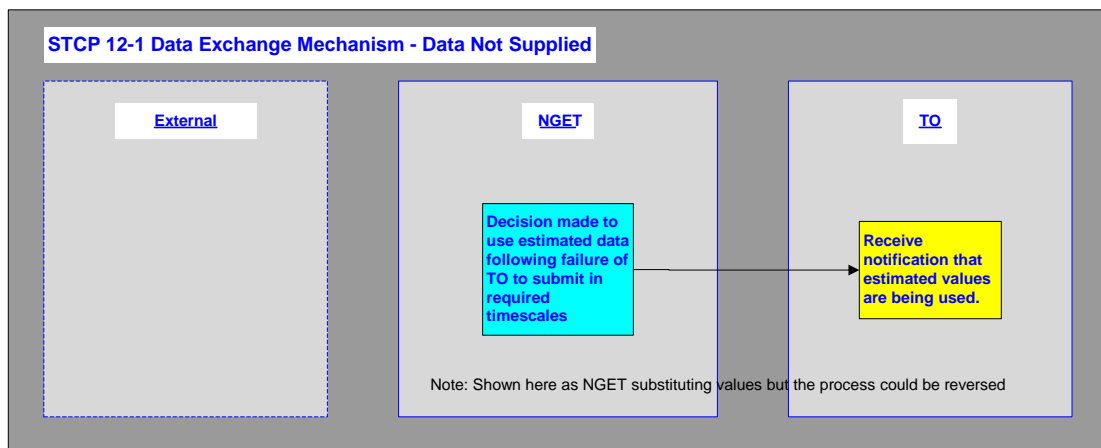 STCP 12-1 Data Exchange Mechanism - Data Not Supplied
External
NGET
TO
Decision made to
use estimated data
following failure of
TO to submit in
required
timescales
Receive
notification that
estimated values
are being used.
Note: Shown here as NGET substituting values but the process could be reversed